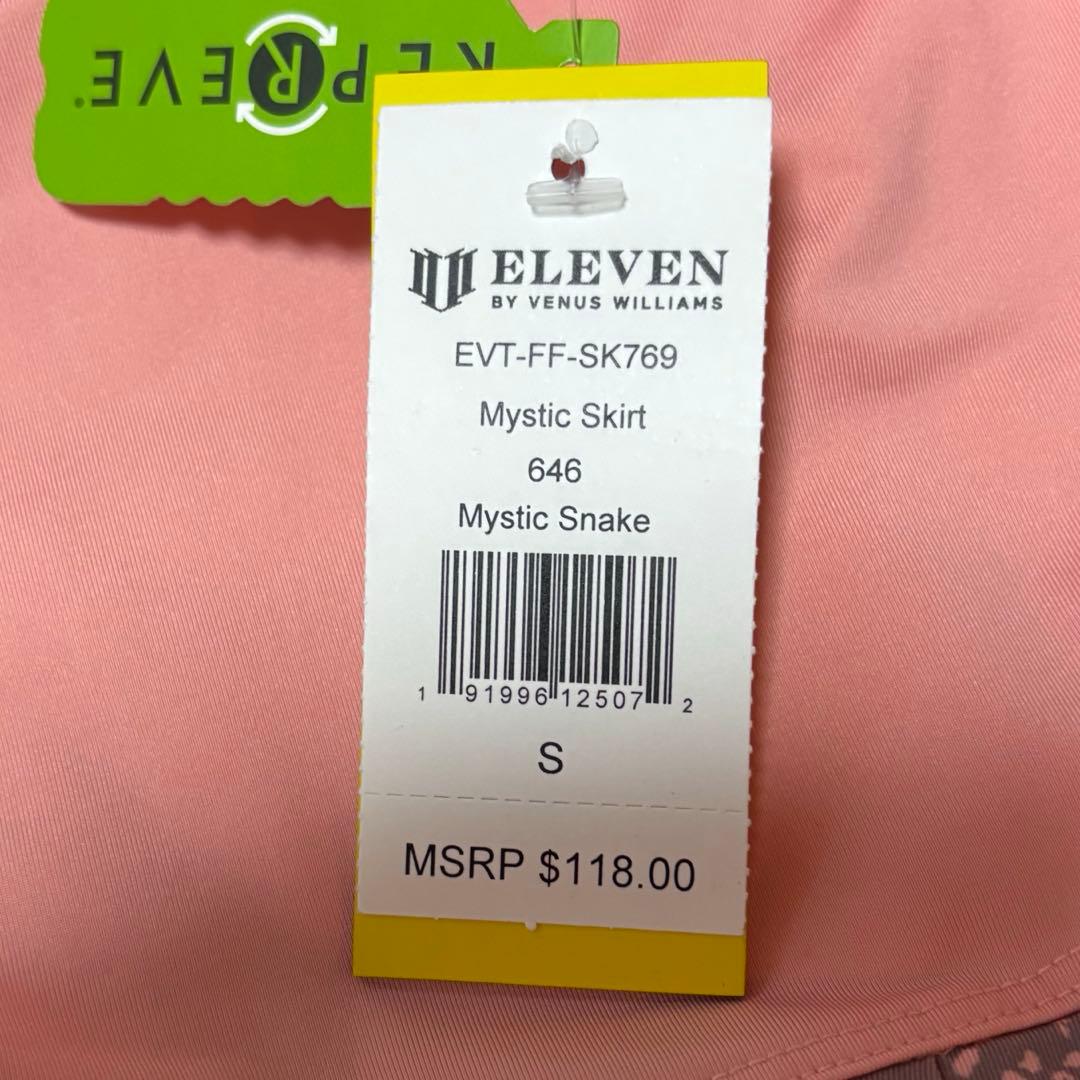 REPREVE®
ELEVEN
BY VENUS WILLIAMS
EVT-FF-SK769
Mystic Skirt
646
Mystic Snake
1 91996 12507 2
S
MSRP $118.00